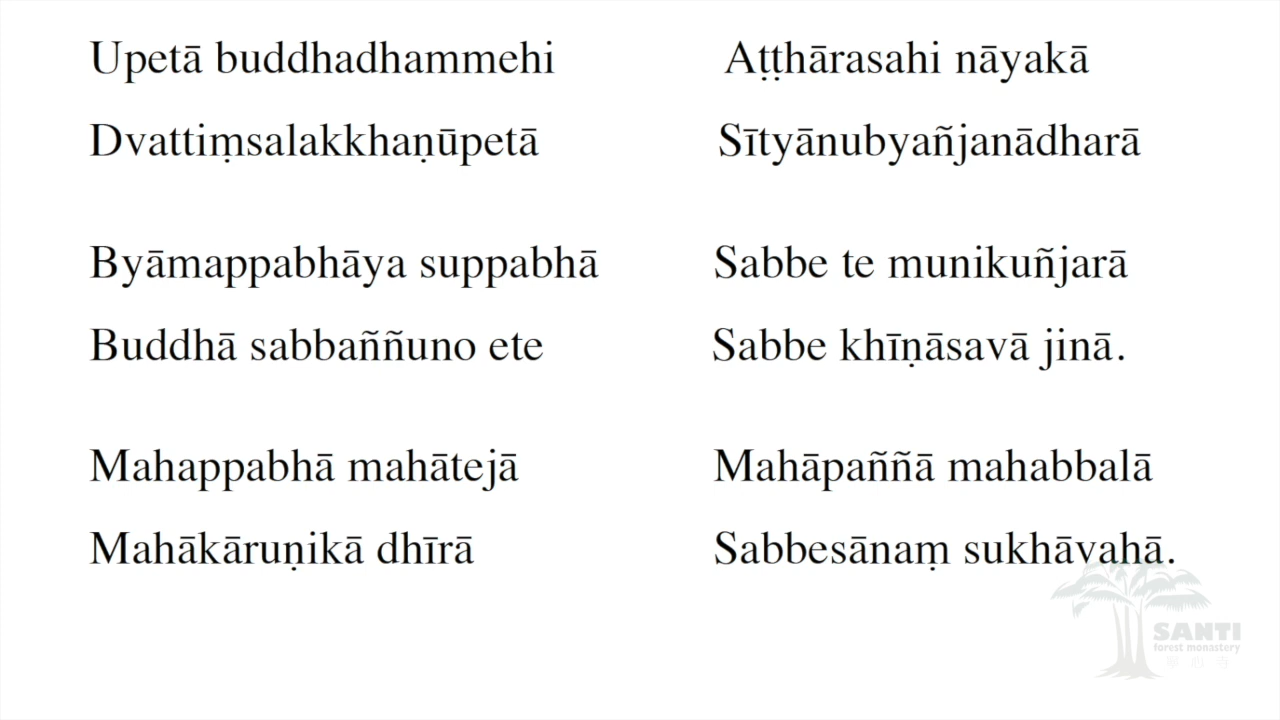 Upetā buddhadhammehi Aṭṭhārasahi nāyakā
Dvattiṃsalakkhaṇūpetā Sītyānubyañjanādharā
Byāmappabhāya suppabhā Sabbe te munikuñjarā
Buddhā sabbaññuno ete Sabbe khīṇāsavā jinā.
Mahappabhā mahātejā Mahāpaññā mahabbalā
Mahākāruṇikā dhīrā Sabbesānaṃ sukhāvahā.
SANTI
forest monastery